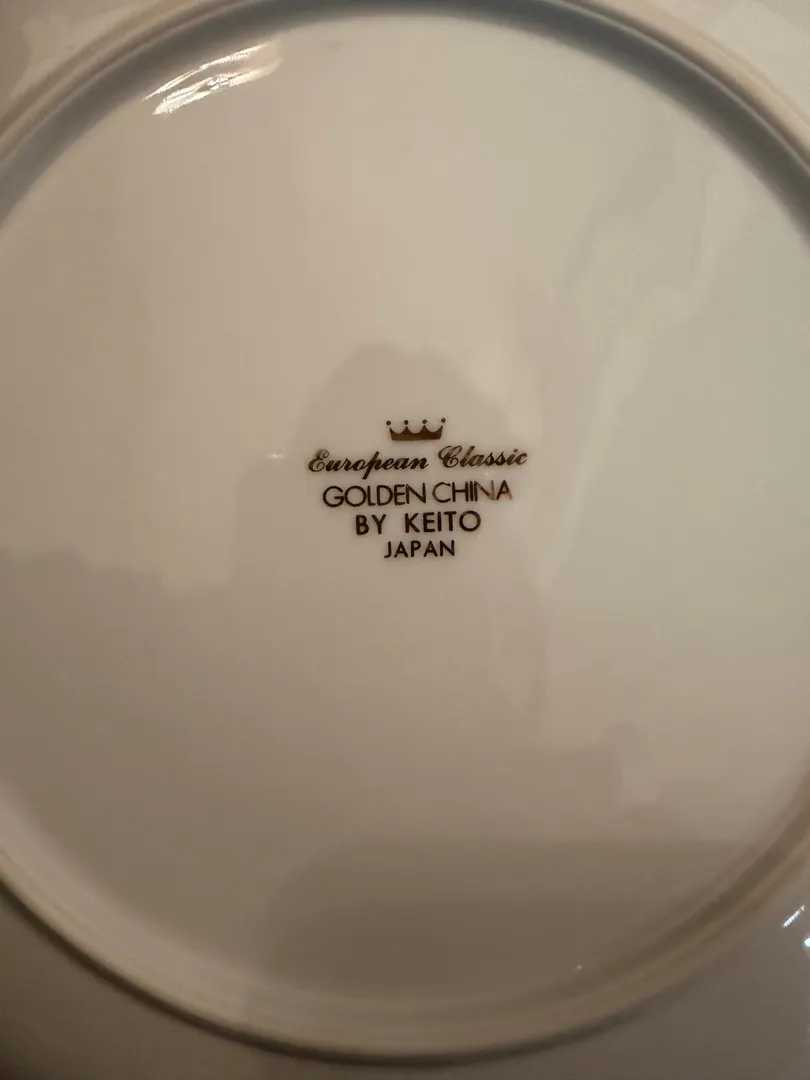 European Classic
GOLDEN CHINA
BY KEITO
JAPAN